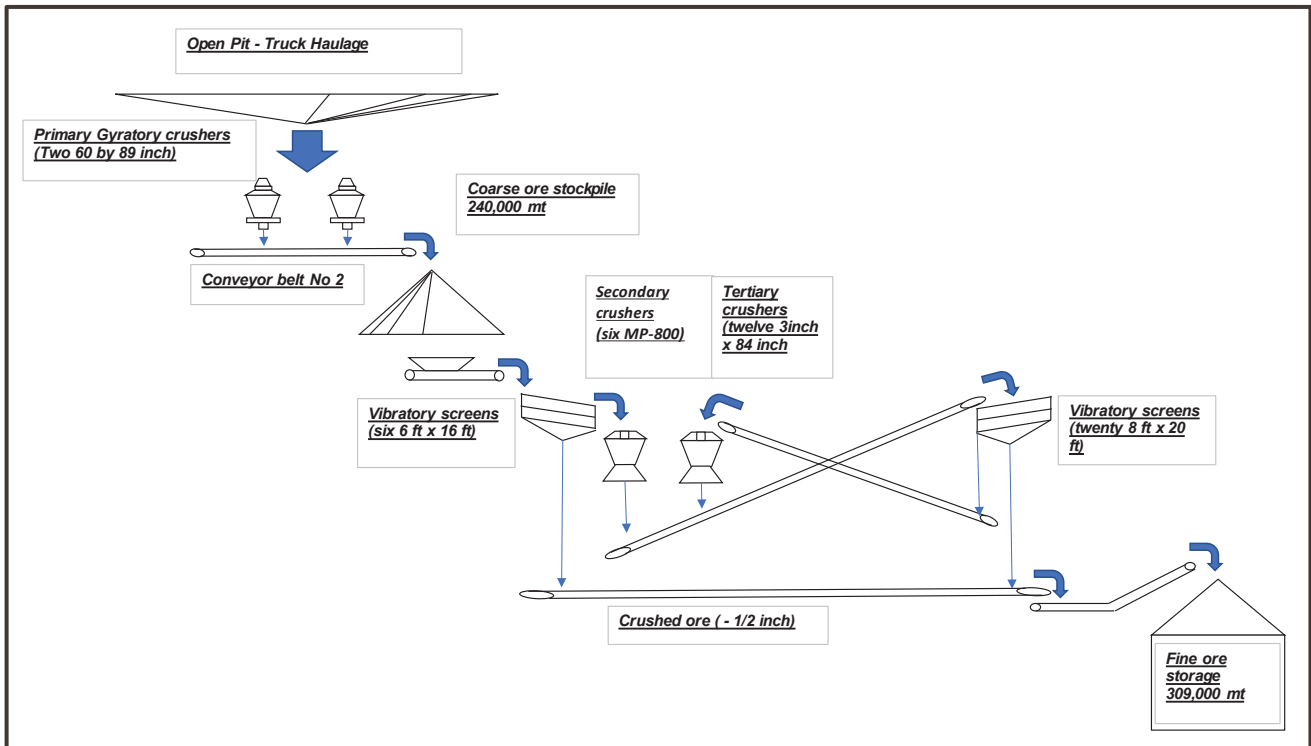 Open Pit - Truck Haulage
Primary Gyratory crushers
(Two 60 by 89 inch)
Coarse ore stockpile
240,000 mt
Conveyor belt No 2
Secondary
crushers
(six MP-800)
Tertiary
crushers
(twelve 3inch
x 84 inch
Vibratory screens
(six 6 ft x 16 ft)
Vibratory screens
(twenty 8 ft x 20
ft)
Crushed ore ( - 1/2 inch)
Fine ore
storage
309,000 mt